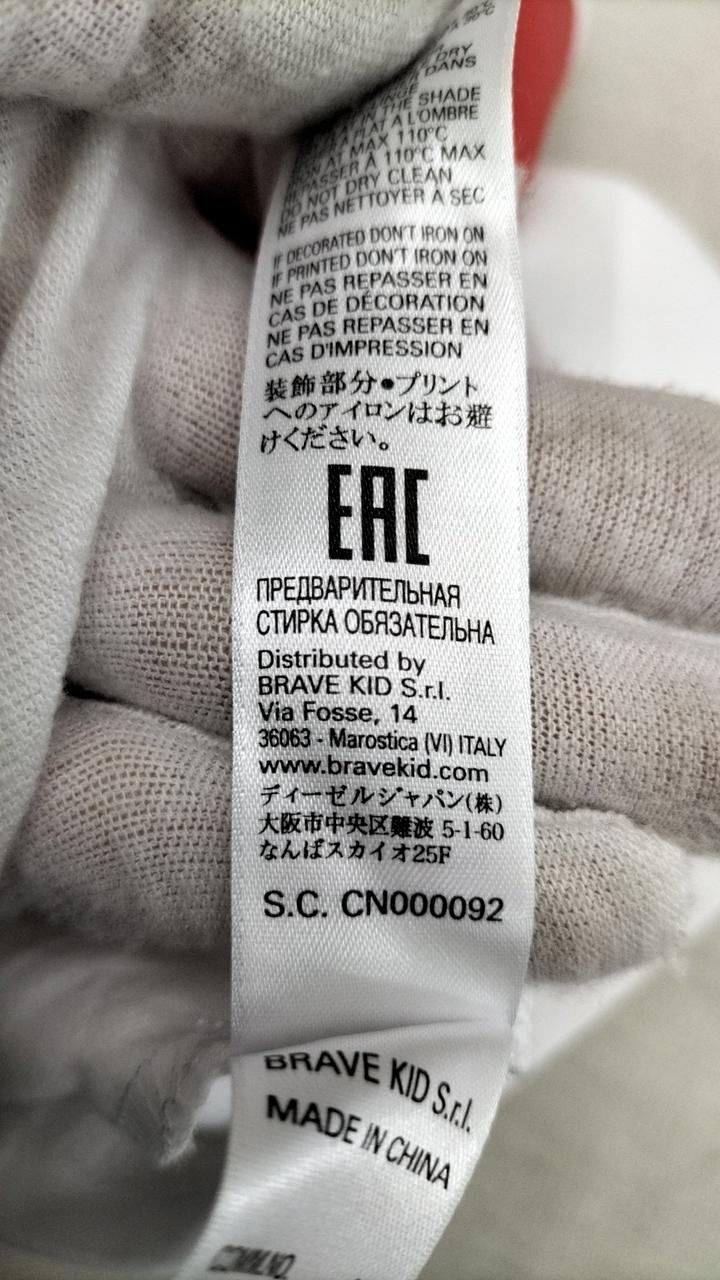 DRY
DANS
IN THE SHADE
A PLAT A L'OMBRE
IRON AT MAX 110°C
REPASSER A 110°C MAX
DO NOT DRY CLEAN
NE PAS NETTOYER A SEC
IF DECORATED DON'T IRON ON
IF PRINTED DON'T IRON ON
NE PAS REPASSER EN
CAS DE DÉCORATION
NE PAS REPASSER EN
CAS D'IMPRESSION
装飾部分●プリント
へのアイロンはお避
けください。
EAC
ПРЕДВАРИТЕЛЬНАЯ
СТИРКА ОБЯЗАТЕЛЬНА
Distributed by
BRAVE KID S.r.l.
Via Fosse, 14
36063 - Marostica (VI) ITALY
www.bravekid.com
ディーゼルジャパン(株)
大阪市中央区難波 5-1-60
なんばスカイオ25F
S.C. CN000092
BRAVE KID S.r.l.
MADE IN CHINA
COMM.NO.